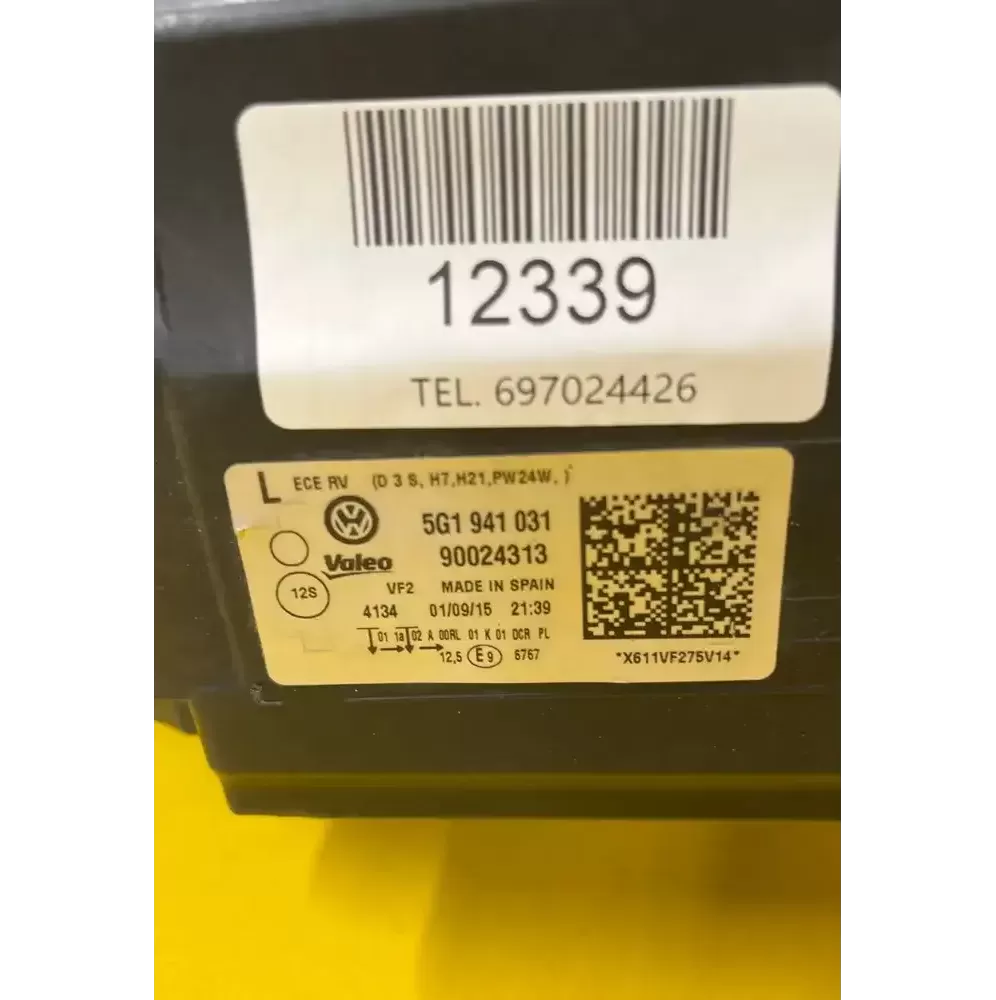 12339
TEL. 697024426
L ECE RV (D 3 S, H7,H21,PW24W, )
5G1 941 031
Valeo 90024313
12S VF2 MADE IN SPAIN
4134 01/09/15 21:39
01 1a 02 A 00RL 01 K 01 DCR PL
12,5 E9 6767
*X611VF275V14*